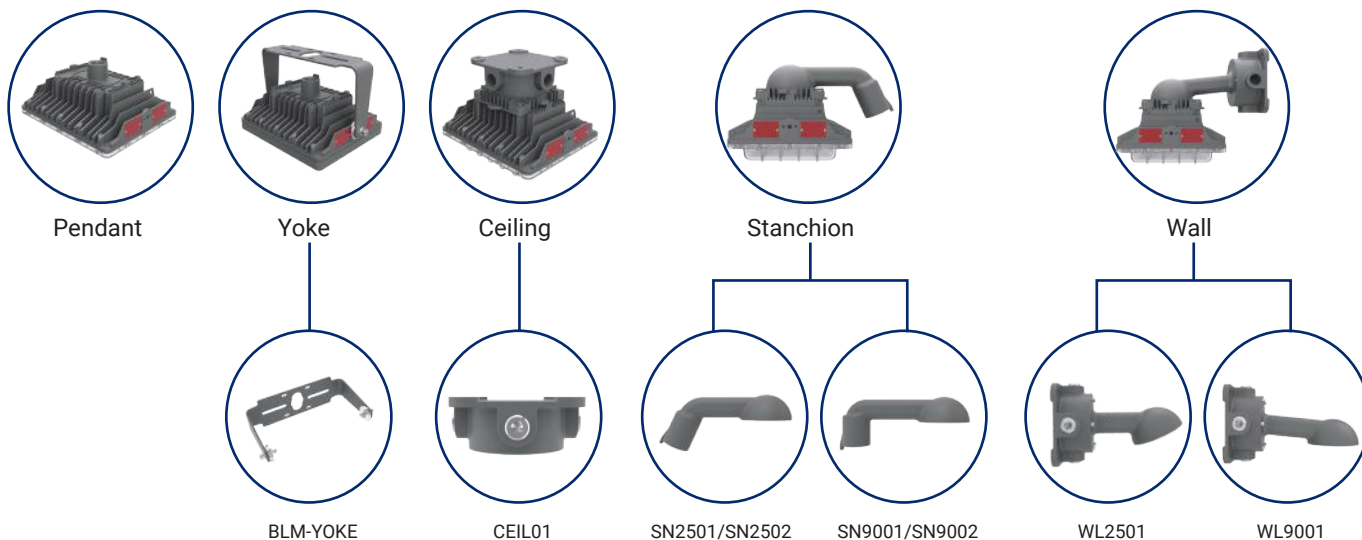 Pendant
Yoke
Ceiling
Stanchion
Wall
BLM-YOKE
CEIL01
SN2501/SN2502
SN9001/SN9002
WL2501
WL9001